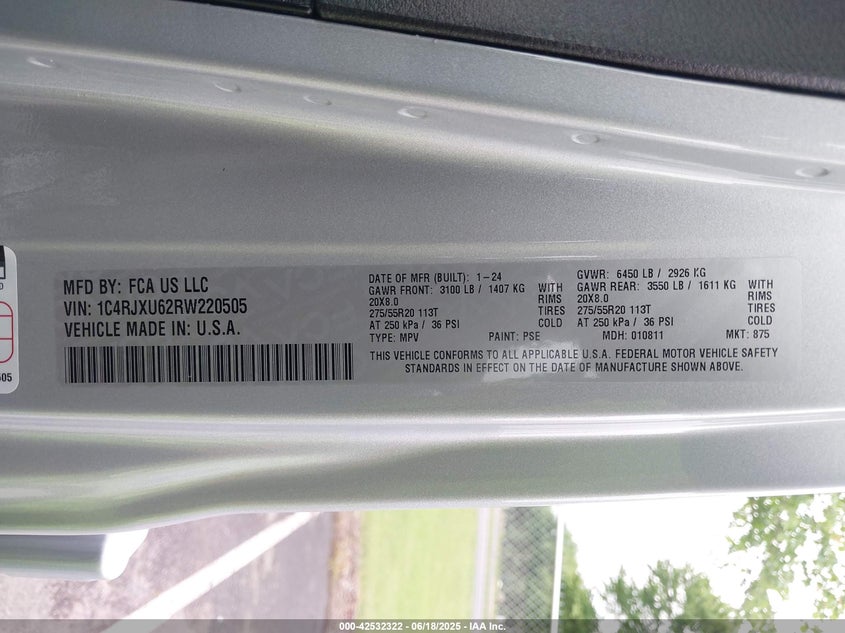 MFD BY: FCA US LLC
VIN: 1C4RJXU62RW220505
VEHICLE MADE IN: U.S.A.
DATE OF MFR (BUILT): 1-24
GAWR FRONT: 3100 LB / 1407 KG WITH
20X8.0 RIMS
275/55R20 113T TIRES
AT 250 kPa / 36 PSI COLD
TYPE: MPV PAINT: PSE
GVWR: 6450 LB / 2926 KG
GAWR REAR: 3550 LB / 1611 KG WITH
20X8.0 RIMS
275/55R20 113T TIRES
AT 250 kPa / 36 PSI COLD
MDH: 010811 MKT: 875
THIS VEHICLE CONFORMS TO ALL APPLICABLE U.S.A. FEDERAL MOTOR VEHICLE SAFETY
STANDARDS IN EFFECT ON THE DATE OF MANUFACTURE SHOWN ABOVE.
000-42532322 - 06/18/2025 - IAA Inc.